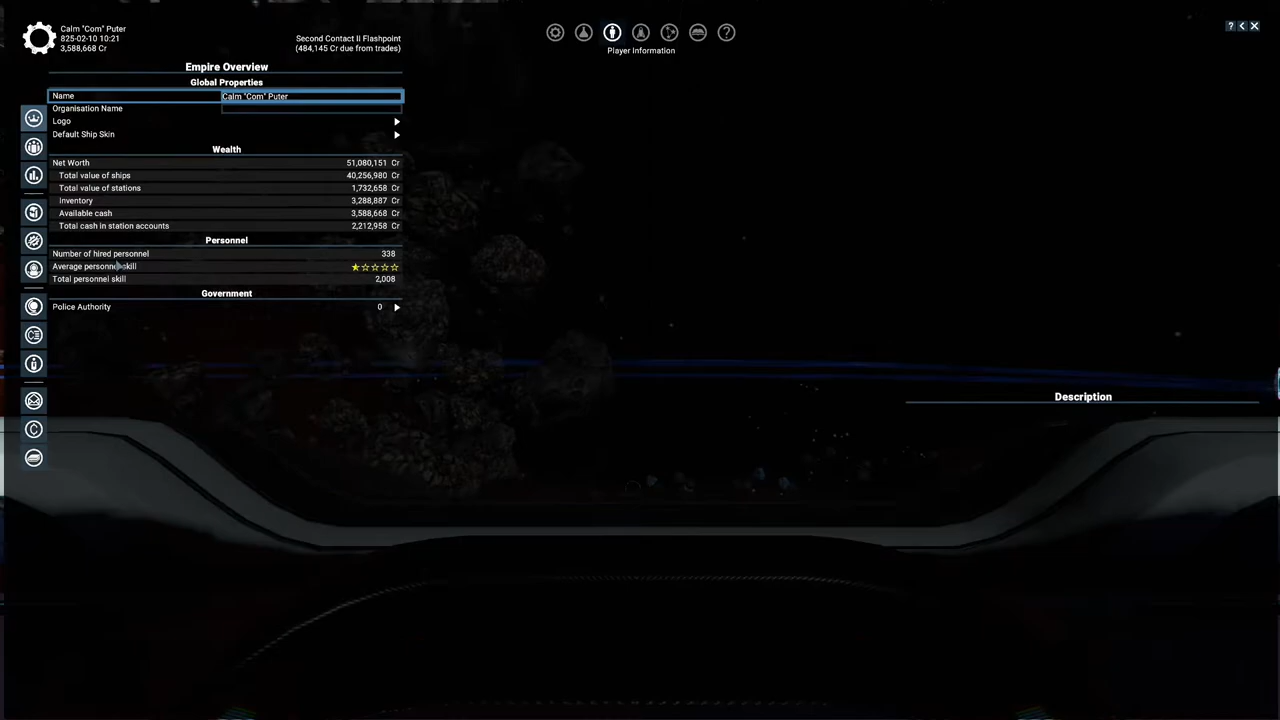 Calm "Com" Puter
825-02-10 10:21
3,588,668 Cr
Second Contact II Flashpoint
(484,145 Cr due from trades)
Player Information
Empire Overview
Global Properties
Name Calm "Com" Puter
Organisation Name
Logo
Default Ship Skin
Wealth
Net Worth 51,080,151 Cr
Total value of ships 40,256,980 Cr
Total value of stations 1,732,658 Cr
Inventory 3,288,887 Cr
Available cash 3,588,668 Cr
Total cash in station accounts 2,212,958 Cr
Personnel
Number of hired personnel 338
Average personnel skill
Total personnel skill 2,008
Government
Police Authority 0
Description